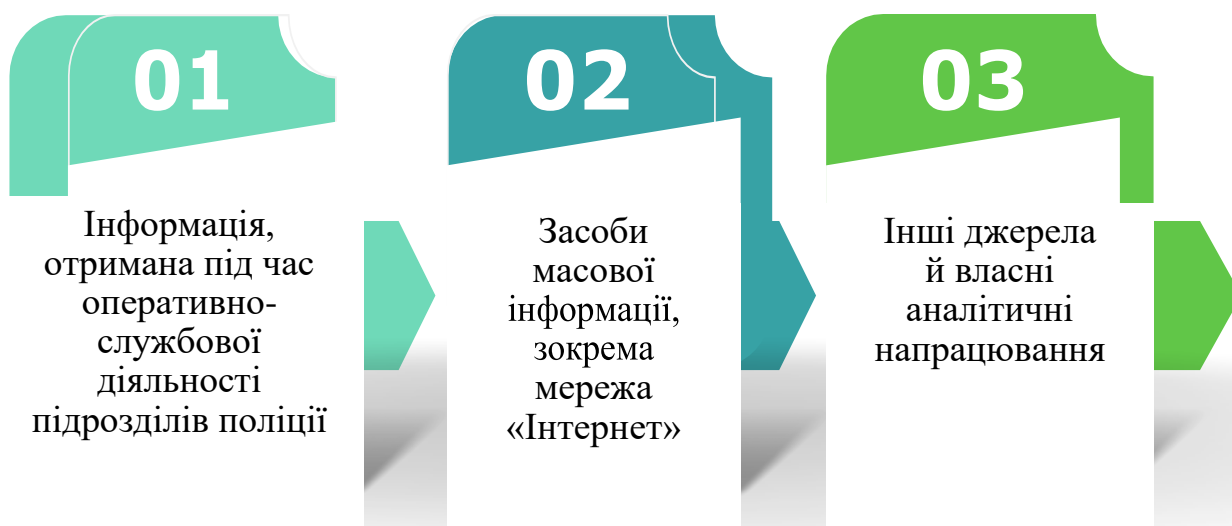 01
Інформація,
отримана під час
оперативно-
службової
діяльності
підрозділів поліції
02
Засоби
масової
інформації,
зокрема
мережа
«Інтернет»
03
Інші джерела
й власні
аналітичні
напрацювання